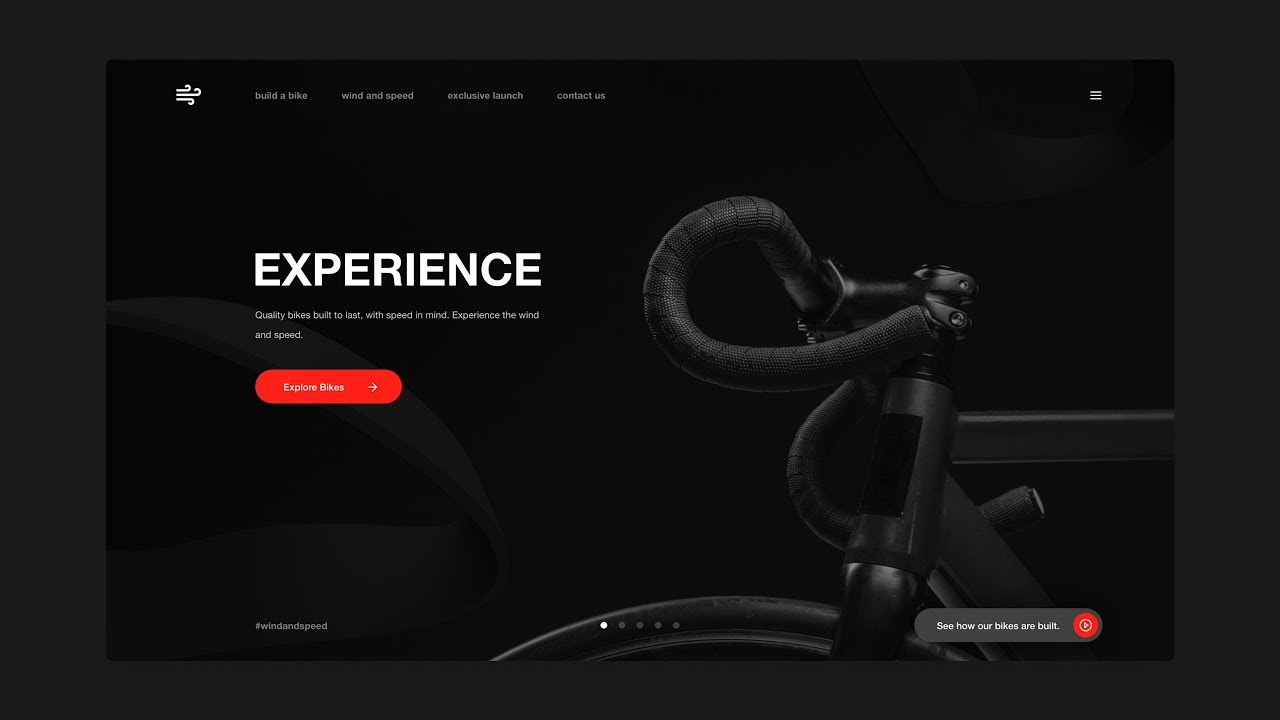 build a bike
wind and speed
exclusive launch
contact us
EXPERIENCE
Quality bikes built to last, with speed in mind. Experience the wind
and speed.
Explore Bikes
#windandspeed
See how our bikes are built.